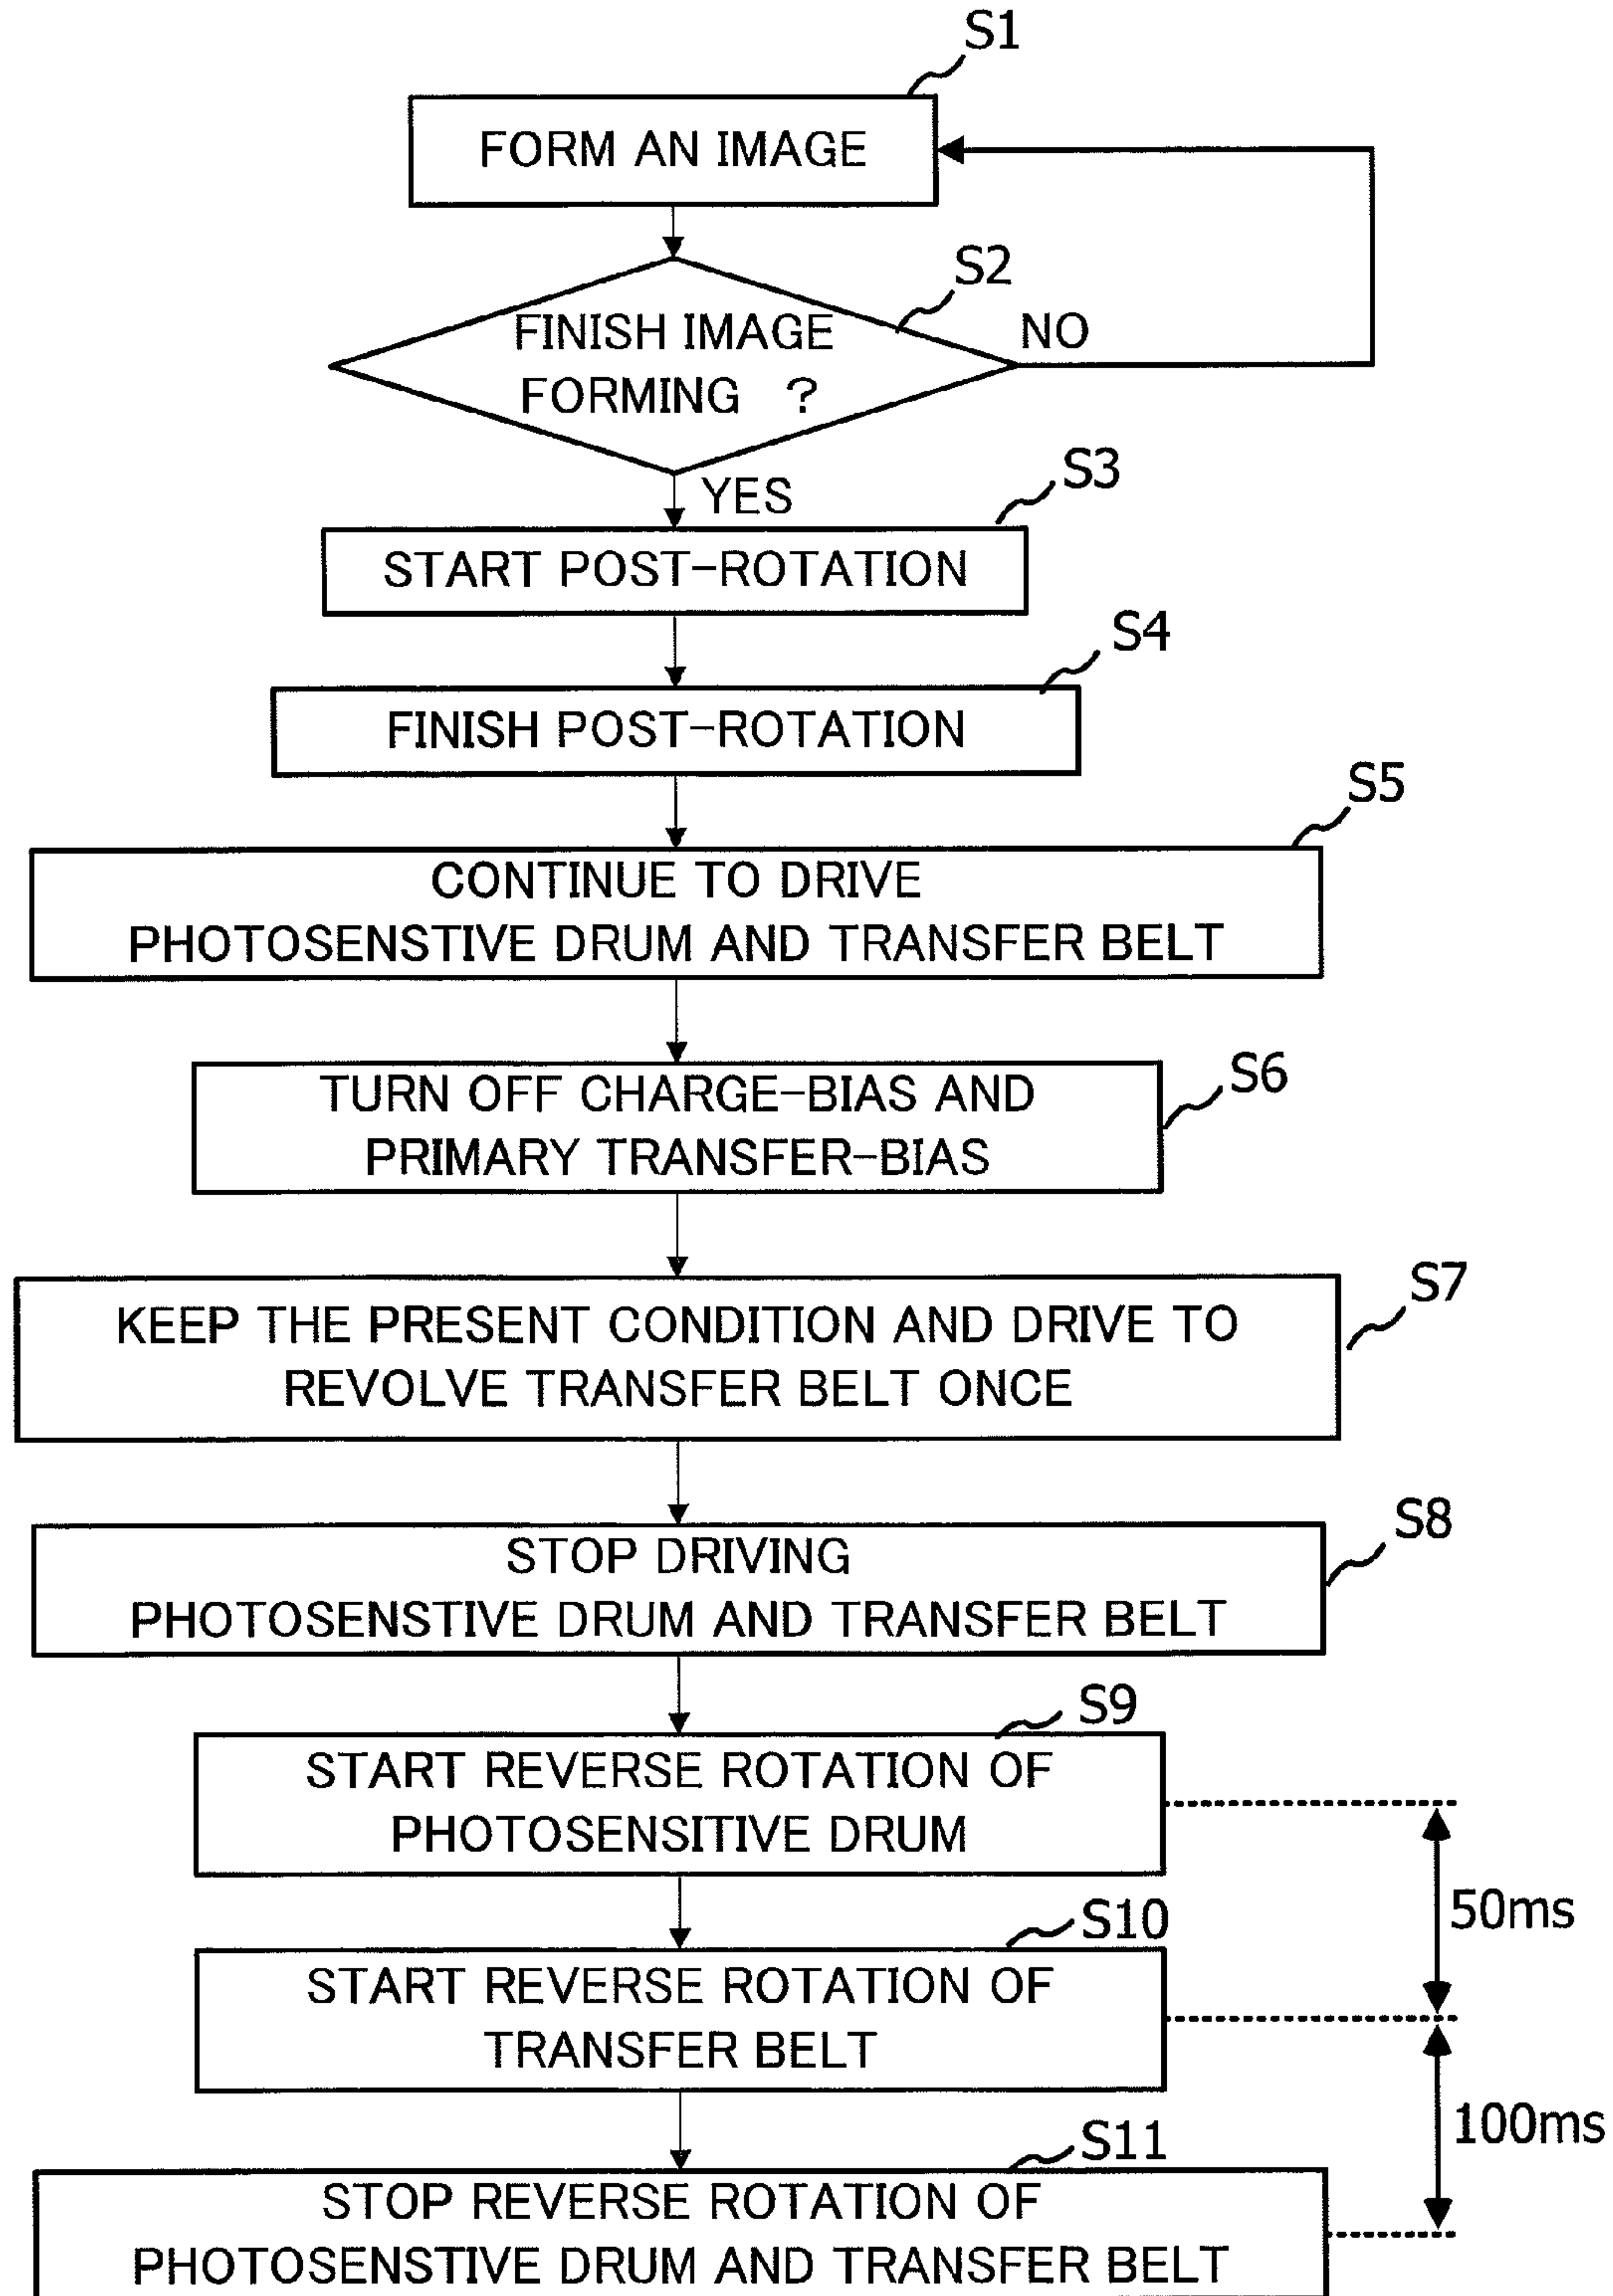 S1
FORM AN IMAGE
S2
FINISH IMAGE
FORMING ?
NO
YES
S3
START POST-ROTATION
S4
FINISH POST-ROTATION
S5
CONTINUE TO DRIVE
PHOTOSENSTIVE DRUM AND TRANSFER BELT
S6
TURN OFF CHARGE-BIAS AND
PRIMARY TRANSFER-BIAS
S7
KEEP THE PRESENT CONDITION AND DRIVE TO
REVOLVE TRANSFER BELT ONCE
S8
STOP DRIVING
PHOTOSENSTIVE DRUM AND TRANSFER BELT
S9
START REVERSE ROTATION OF
PHOTOSENSITIVE DRUM
50ms
S10
START REVERSE ROTATION OF
TRANSFER BELT
100ms
S11
STOP REVERSE ROTATION OF
PHOTOSENSTIVE DRUM AND TRANSFER BELT